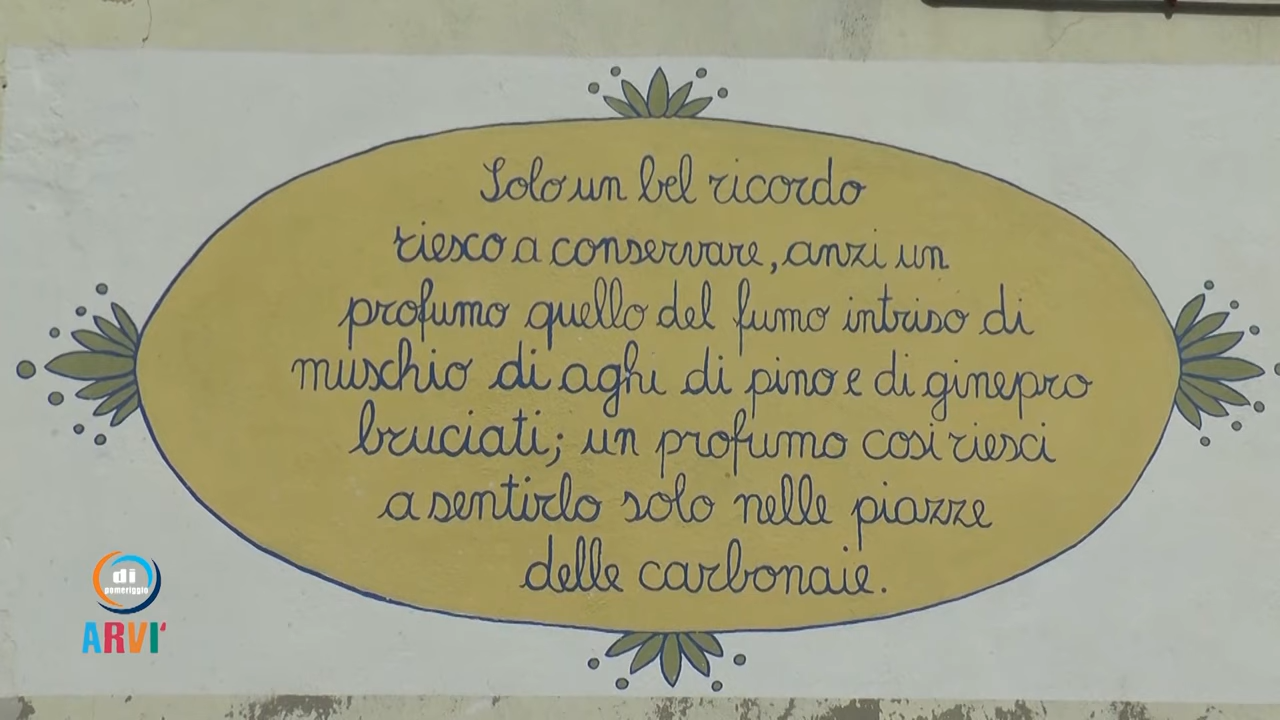 Solo un bel ricordo
riesco a conservare, anzi un
profumo quello del fumo intriso di
muschio di aghi di pino e di ginepro
bruciati; un profumo così riesci
a sentirlo solo nelle piazze
delle carbonaie.
di
pomeriggio
ARVI'